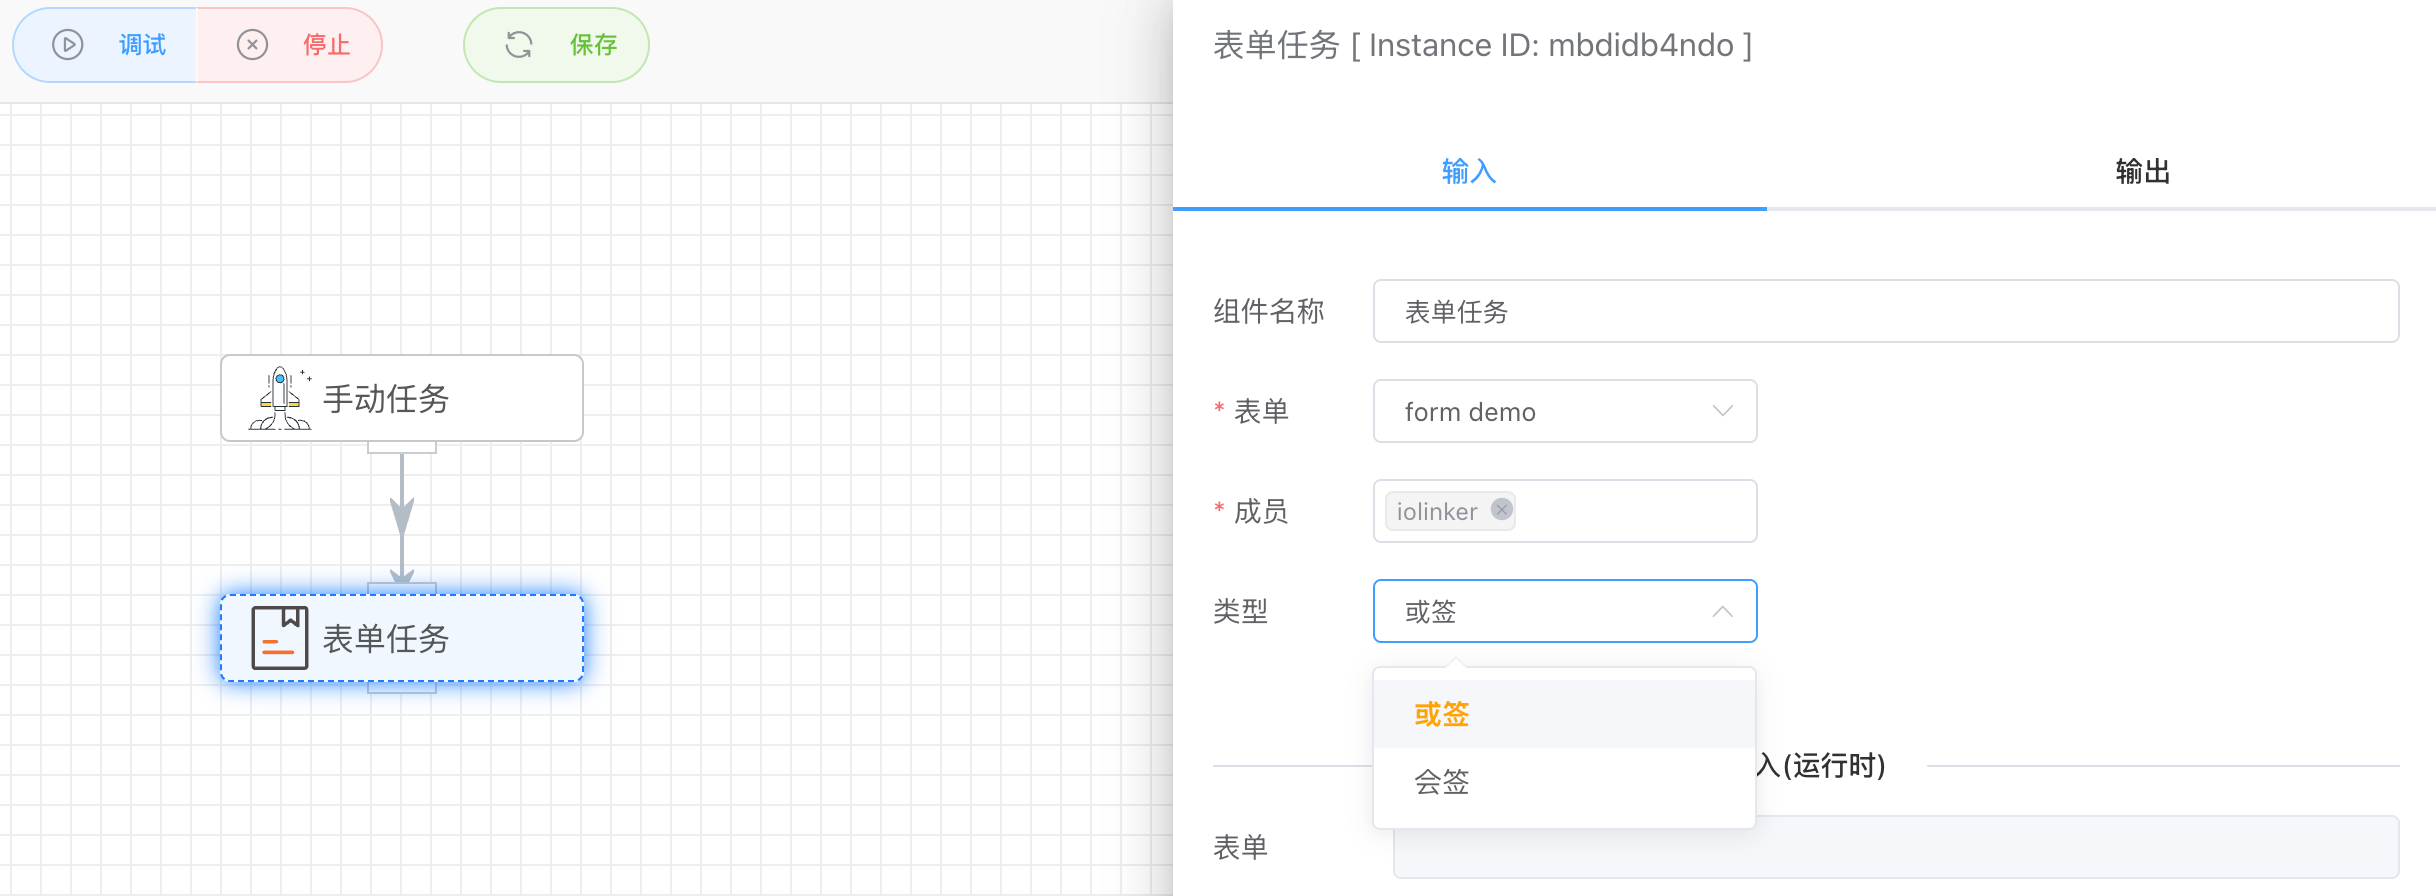 调试
停止
保存
手动任务
表单任务
表单任务 [ Instance ID: mbdidb4ndo ]
输入
输出
组件名称
表单任务
* 表单
form demo
* 成员
iolinker
类型
或签
或签
会签
入(运行时)
表单